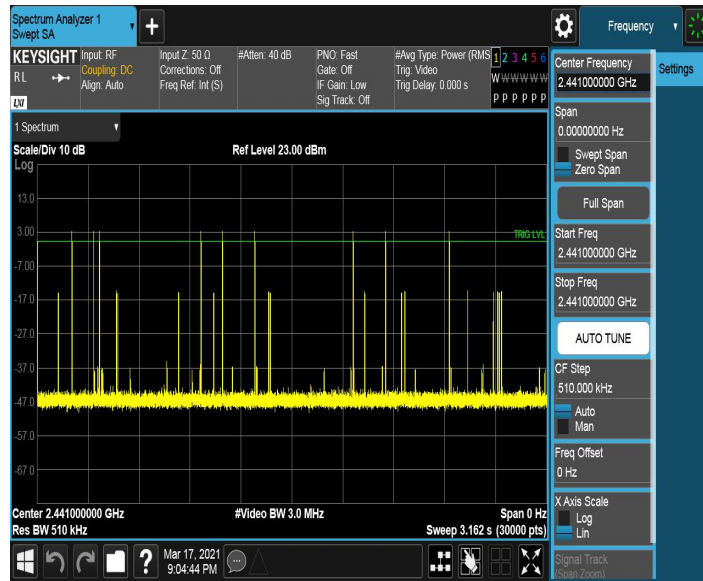 Spectrum Analyzer 1
Swept SA
Frequency
KEYSIGHT
Input: RF
Input Z: 50 Ω
#Atten: 40 dB
PNO: Fast
#Avg Type: Power (RMS
1 2 3 4 5 6
RL
Coupling: DC
Corrections: Off
Gate: Off
Trig: Video
W W W W W W
Align: Auto
Freq Ref: Int (S)
IF Gain: Low
Trig Delay: 0.000 s
P P P P P P
LXI
Sig Track: Off
1 Spectrum
Scale/Div 10 dB
Ref Level 23.00 dBm
Log
13.0
3.00
TRIG LVL
-7.00
-17.0
-27.0
-37.0
-47.0
-57.0
-67.0
Center 2.441000000 GHz
#Video BW 3.0 MHz
Span 0 Hz
Res BW 510 kHz
Sweep 3.162 s (30000 pts)
Center Frequency
2.441000000 GHz
Settings
Span
0.00000000 Hz
Swept Span
Zero Span
Full Span
Start Freq
2.441000000 GHz
Stop Freq
2.441000000 GHz
AUTO TUNE
CF Step
510.000 kHz
Auto
Man
Freq Offset
0 Hz
X Axis Scale
Log
Lin
Signal Track
(Span Zoom)
?
Mar 17, 2021
9:04:44 PM